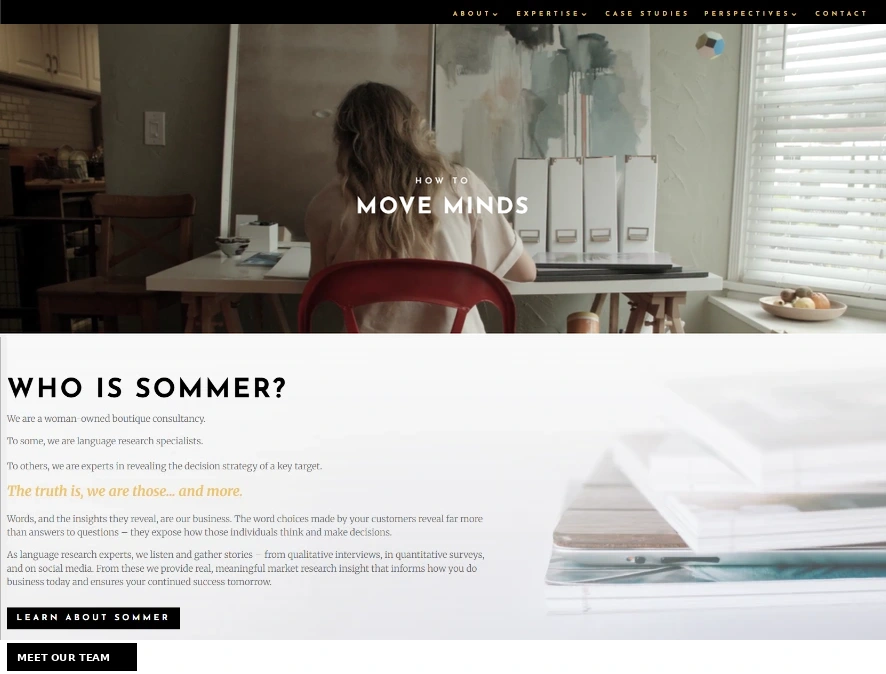 ABOUT EXPERTISE CASE STUDIES PERSPECTIVES CONTACT
HOW TO
MOVE MINDS
WHO IS SOMMER?
We are a woman-owned boutique consultancy.
To some, we are language research specialists.
To others, we are experts in revealing the decision strategy of a key target.
The truth is, we are those... and more.
Words, and the insights they reveal, are our business. The word choices made by your customers reveal far more
than answers to questions – they expose how those individuals think and make decisions.
As language research experts, we listen and gather stories – from qualitative interviews, in quantitative surveys,
and on social media. From these we provide real, meaningful market research insight that informs how you do
business today and ensures your continued success tomorrow.
LEARN ABOUT SOMMER
MEET OUR TEAM